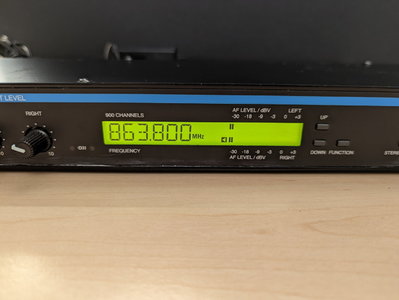 T LEVEL
RIGHT
900 CHANNELS
AF LEVEL / dBV LEFT
-30 -18 -9 -3 0 +3
UP
863.800 MHz
FREQUENCY
-30 -18 -9 -3 0 +3
AF LEVEL / dBV RIGHT
DOWN FUNCTION
STERE
10